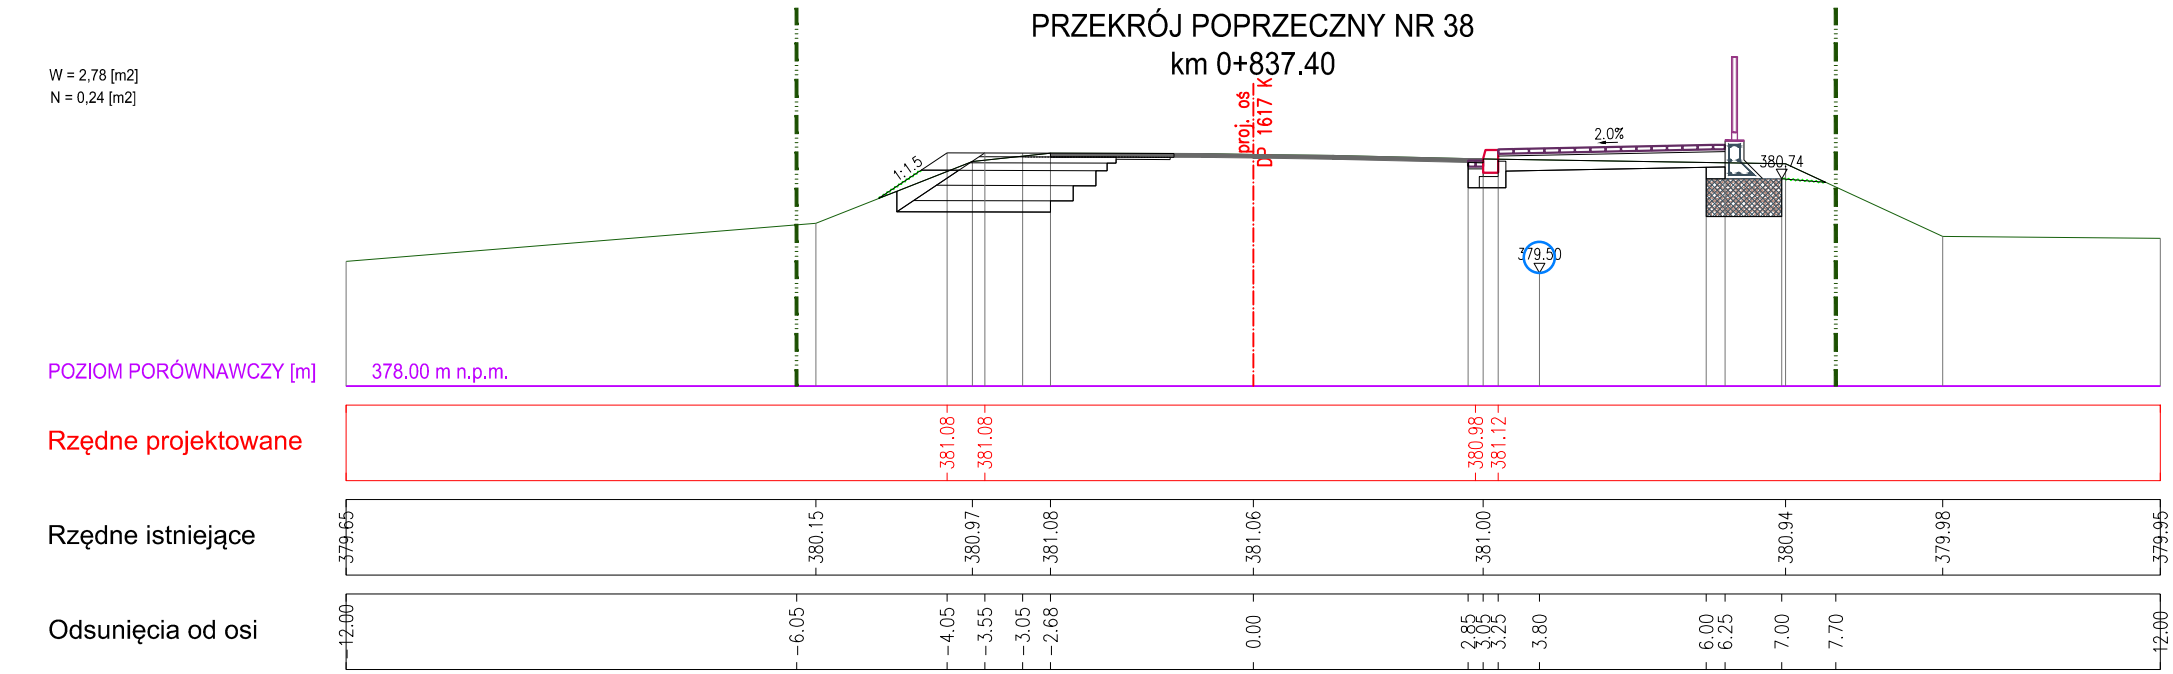 PRZEKRÓJ POPRZECZNY NR 38
km 0+837.40
W = 2,78 [m2]
N = 0,24 [m2]
proj. oś
DP 1617 K
1:1.5
2.0%
380.74
379.50
POZIOM PORÓWNAWCZY [m] 378.00 m n.p.m.
Rzędne projektowane 381.08 381.08 380.98 381.12
Rzędne istniejące 379.65 380.15 380.97 381.08 381.06 381.00 380.94 379.98 379.95
Odsunięcia od osi -12.00 -6.05 -4.05 -3.55 -3.05 -2.68 0.00 2.85 3.05 3.25 3.80 6.00 6.25 7.00 7.70 12.00